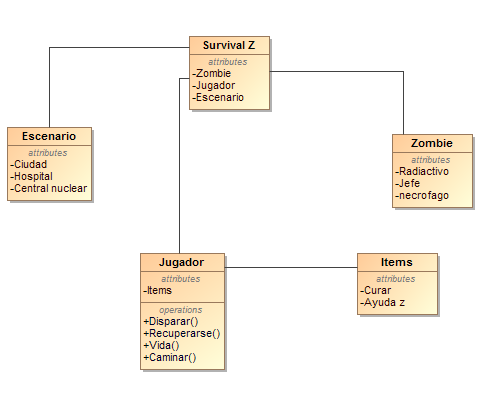 Survival Z
attributes
-Zombie
-Jugador
-Escenario
Escenario
attributes
-Ciudad
-Hospital
-Central nuclear
Zombie
attributes
-Radiactivo
-Jefe
-necrofago
Jugador
attributes
-Items
operations
+Disparar()
+Recuperarse()
+Vida()
+Caminar()
Items
attributes
-Curar
-Ayuda z